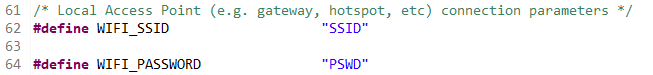 61 /* Local Access Point (e.g. gateway, hotspot, etc) connection parameters */
62 #define WIFI_SSID "SSID"
63
64 #define WIFI_PASSWORD "PSWD"